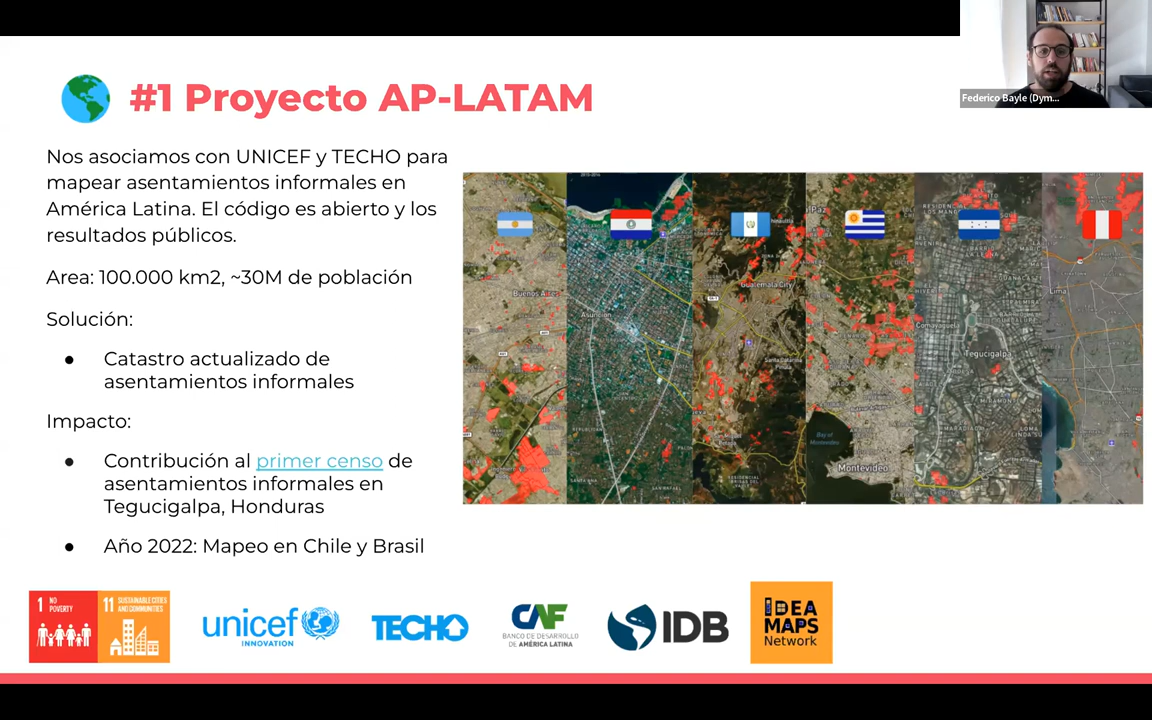 Federico Bayle (Dym...
#1 Proyecto AP-LATAM
Nos asociamos con UNICEF y TECHO para
mapear asentamientos informales en
América Latina. El código es abierto y los
resultados públicos.
Area: 100.000 km2, ~30M de población
Solución:
● Catastro actualizado de
asentamientos informales
Impacto:
● Contribución al primer censo de
asentamientos informales en
Tegucigalpa, Honduras
● Año 2022: Mapeo en Chile y Brasil
Buenos Aires
Asunción
Guatemala City
Bay of
Montevideo
Montevideo
Comayagüela
Tegucigalpa
Lima
1 NO
POVERTY
11 SUSTAINABLE CITIES
AND COMMUNITIES
unicef
INNOVATION
TECHO
CAF
BANCO DE DESARROLLO
DE AMÉRICA LATINA
IDB
IDEA
MAPS
Network